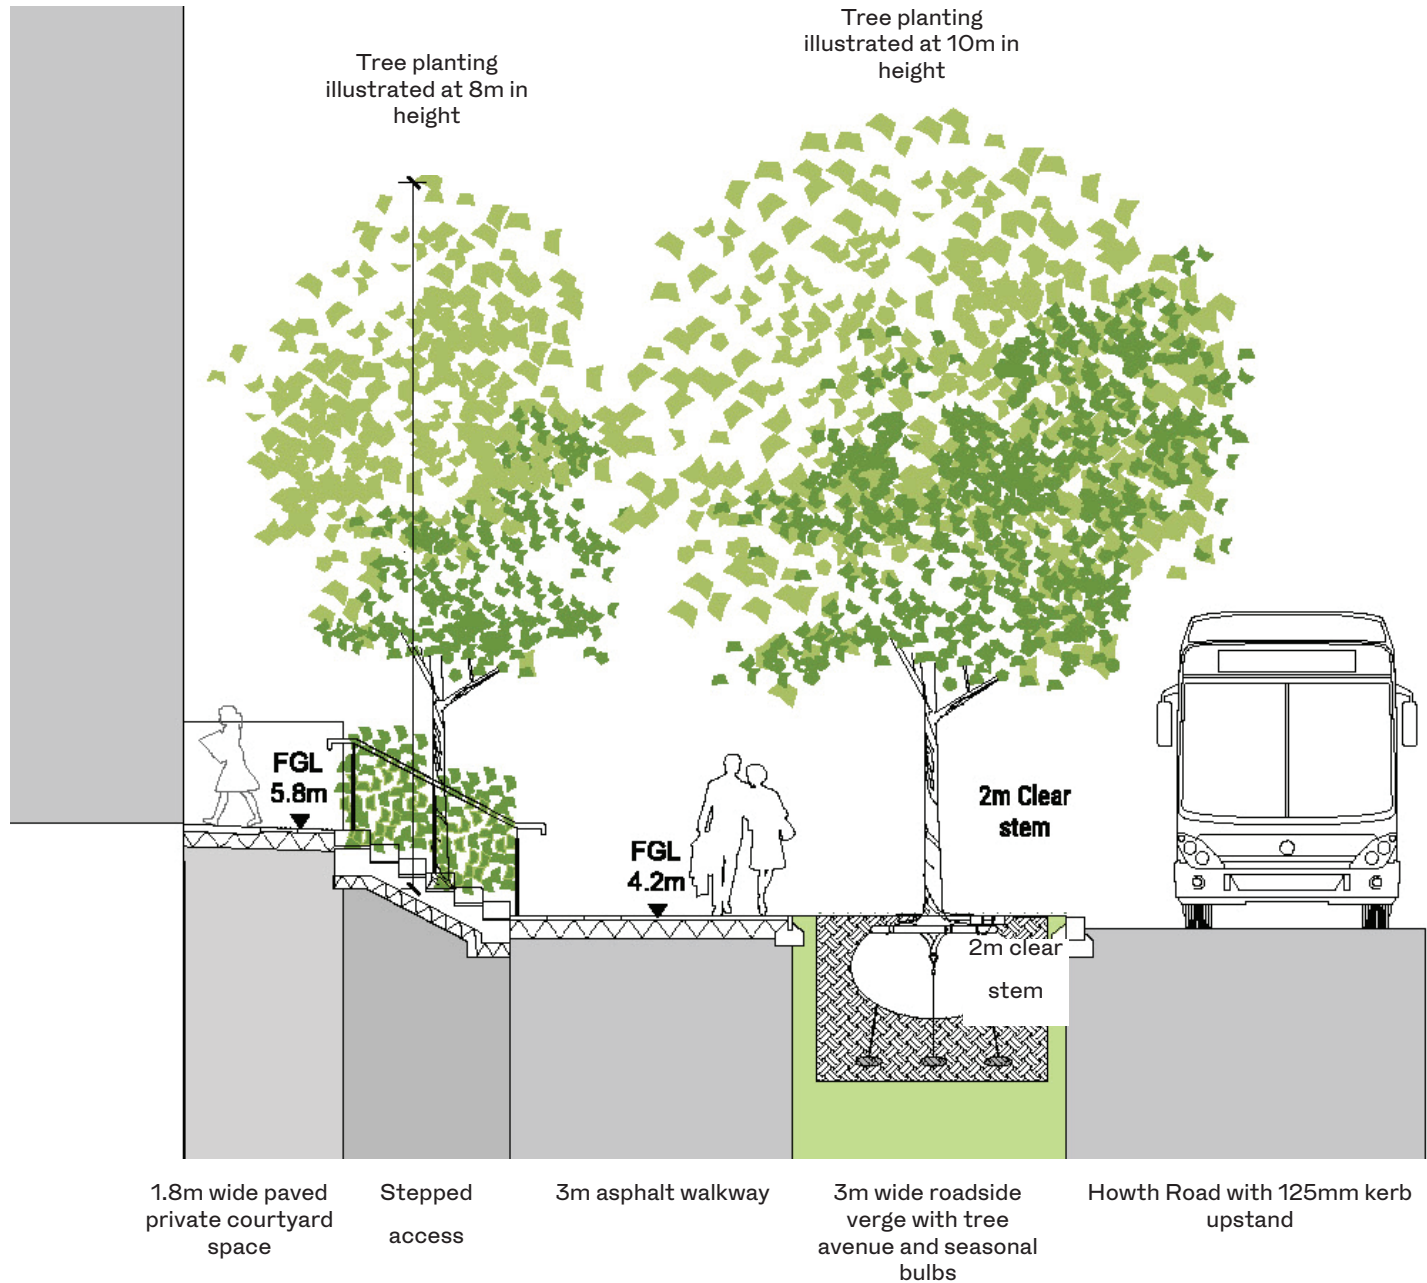 Tree planting
illustrated at 8m in
height
Tree planting
illustrated at 10m in
height
FGL
5.8m
FGL
4.2m
2m Clear
stem
2m clear
stem
1.8m wide paved
private courtyard
space
Stepped
access
3m asphalt walkway
3m wide roadside
verge with tree
avenue and seasonal
bulbs
Howth Road with 125mm kerb
upstand